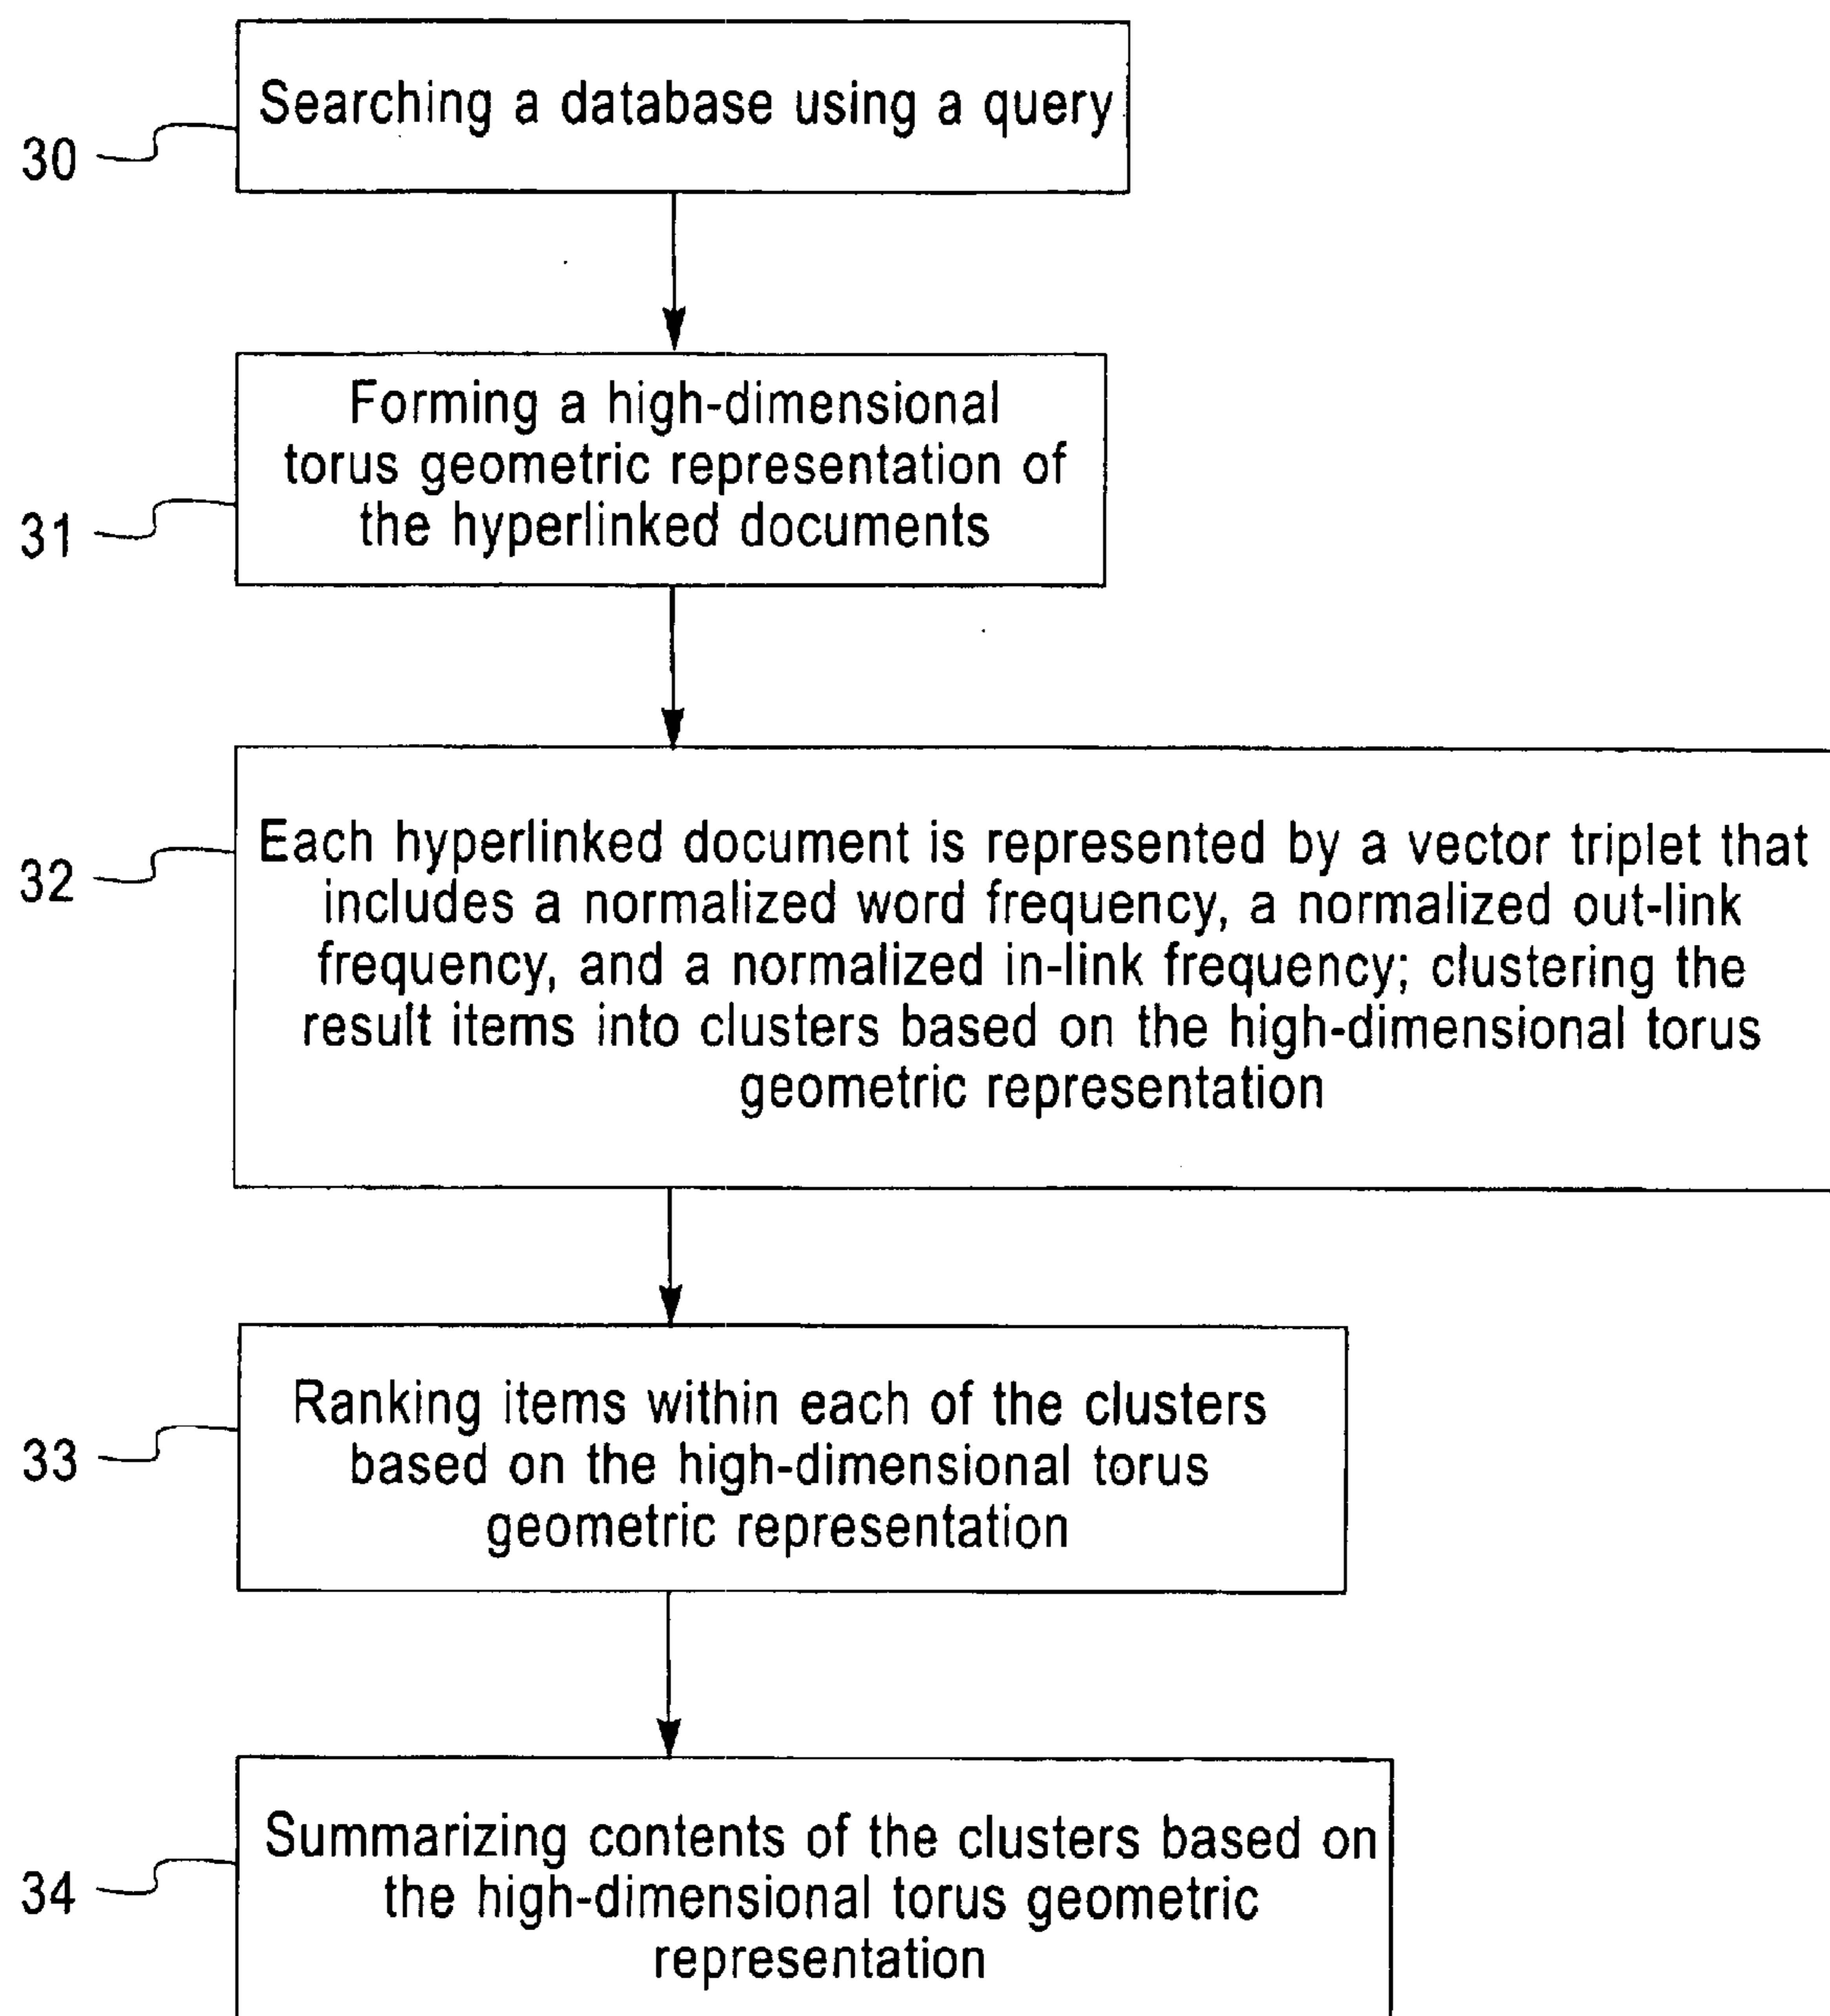 Searching a database using a query
30
Forming a high-dimensional
torus geometric representation of
the hyperlinked documents
31
Each hyperlinked document is represented by a vector triplet that
includes a normalized word frequency, a normalized out-link
frequency, and a normalized in-link frequency; clustering the
result items into clusters based on the high-dimensional torus
geometric representation
32
Ranking items within each of the clusters
based on the high-dimensional torus
geometric representation
33
Summarizing contents of the clusters based on
the high-dimensional torus geometric
representation
34